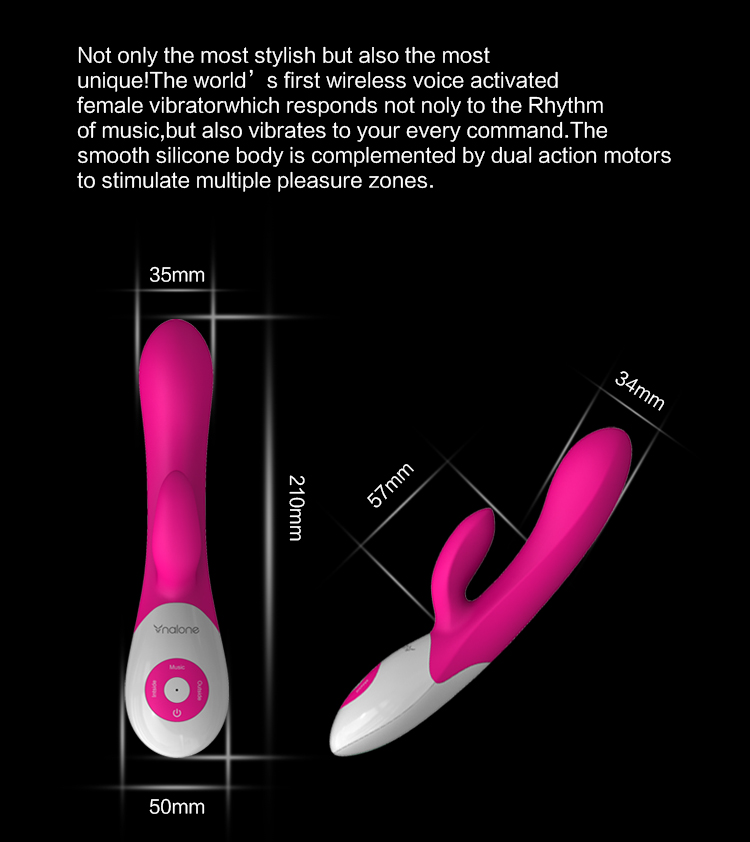 Not only the most stylish but also the most
unique!The world’s first wireless voice activated
female vibratorwhich responds not noly to the Rhythm
of music,but also vibrates to your every command.The
smooth silicone body is complemented by dual action motors
to stimulate multiple pleasure zones.
35mm
34mm
57mm
210mm
nalone
Music
Inside
Outside
50mm